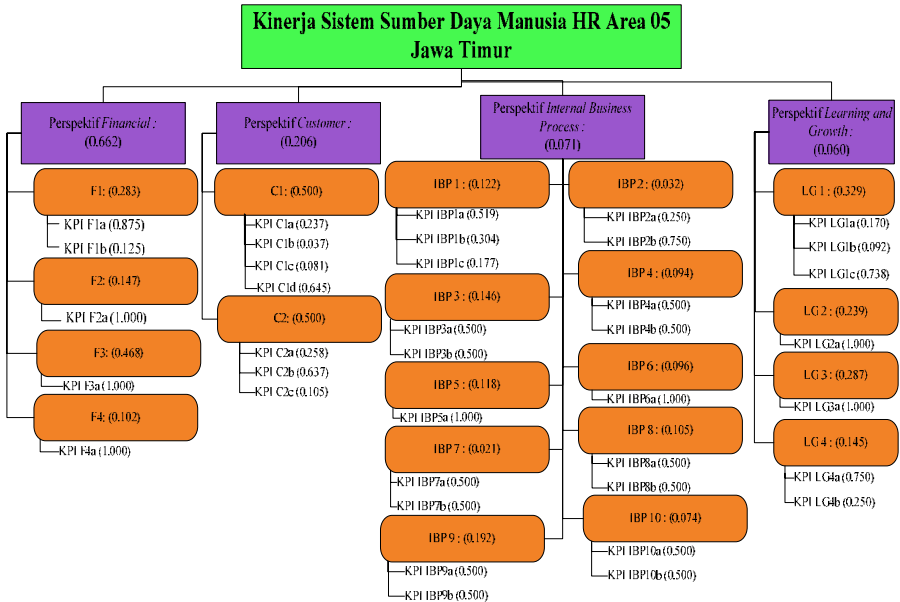 Kinerja Sistem Sumber Daya Manusia HR Area 05
Jawa Timur
Perspektif Financial :
(0.662)
F1: (0.283)
KPI F1a (0.875)
KPI F1b (0.125)
F2: (0.147)
KPI F2a (1.000)
F3: (0.468)
KPI F3a (1.000)
F4: (0.102)
KPI F4a (1.000)
Perspektif Customer :
(0.206)
C1: (0.500)
KPI C1a (0.237)
KPI C1b (0.037)
KPI C1c (0.081)
KPI C1d (0.645)
C2: (0.500)
KPI C2a (0.258)
KPI C2b (0.637)
KPI C2c (0.105)
Perspektif Internal Business
Process :
(0.071)
IBP 1 : (0.122)
KPI IBP1a (0.519)
KPI IBP1b (0.304)
KPI IBP1c (0.177)
IBP 2 : (0.032)
KPI IBP2a (0.250)
KPI IBP2b (0.750)
IBP 3 : (0.146)
KPI IBP3a (0.500)
KPI IBP3b (0.500)
IBP 4 : (0.094)
KPI IBP4a (0.500)
KPI IBP4b (0.500)
IBP 5 : (0.118)
KPI IBP5a (1.000)
IBP 6 : (0.096)
KPI IBP6a (1.000)
IBP 7 : (0.021)
KPI IBP7a (0.500)
KPI IBP7b (0.500)
IBP 8 : (0.105)
KPI IBP8a (0.500)
KPI IBP8b (0.500)
IBP 9 : (0.192)
KPI IBP9a (0.500)
KPI IBP9b (0.500)
IBP 10 : (0.074)
KPI IBP10a (0.500)
KPI IBP10b (0.500)
Perspektif Learning and
Growth :
(0.060)
LG 1 : (0.329)
KPI LG1a (0.170)
KPI LG1b (0.092)
KPI LG1c (0.738)
LG 2 : (0.239)
KPI LG2a (1.000)
LG 3 : (0.287)
KPI LG3a (1.000)
LG 4 : (0.145)
KPI LG4a (0.750)
KPI LG4b (0.250)